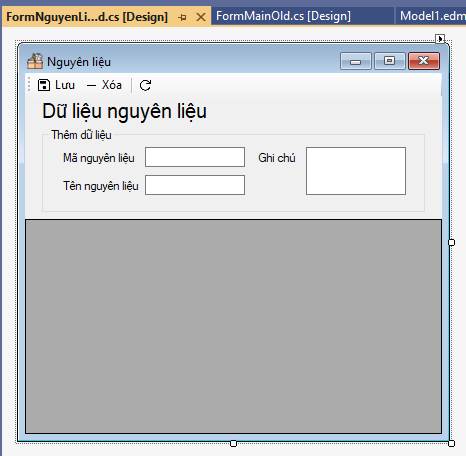 FormNguyenLi...d.cs [Design]
FormMainOld.cs [Design]
Model1.edm
Nguyên liệu
Lưu
Xóa
Dữ liệu nguyên liệu
Thêm dữ liệu
Mã nguyên liệu
Ghi chú
Tên nguyên liệu